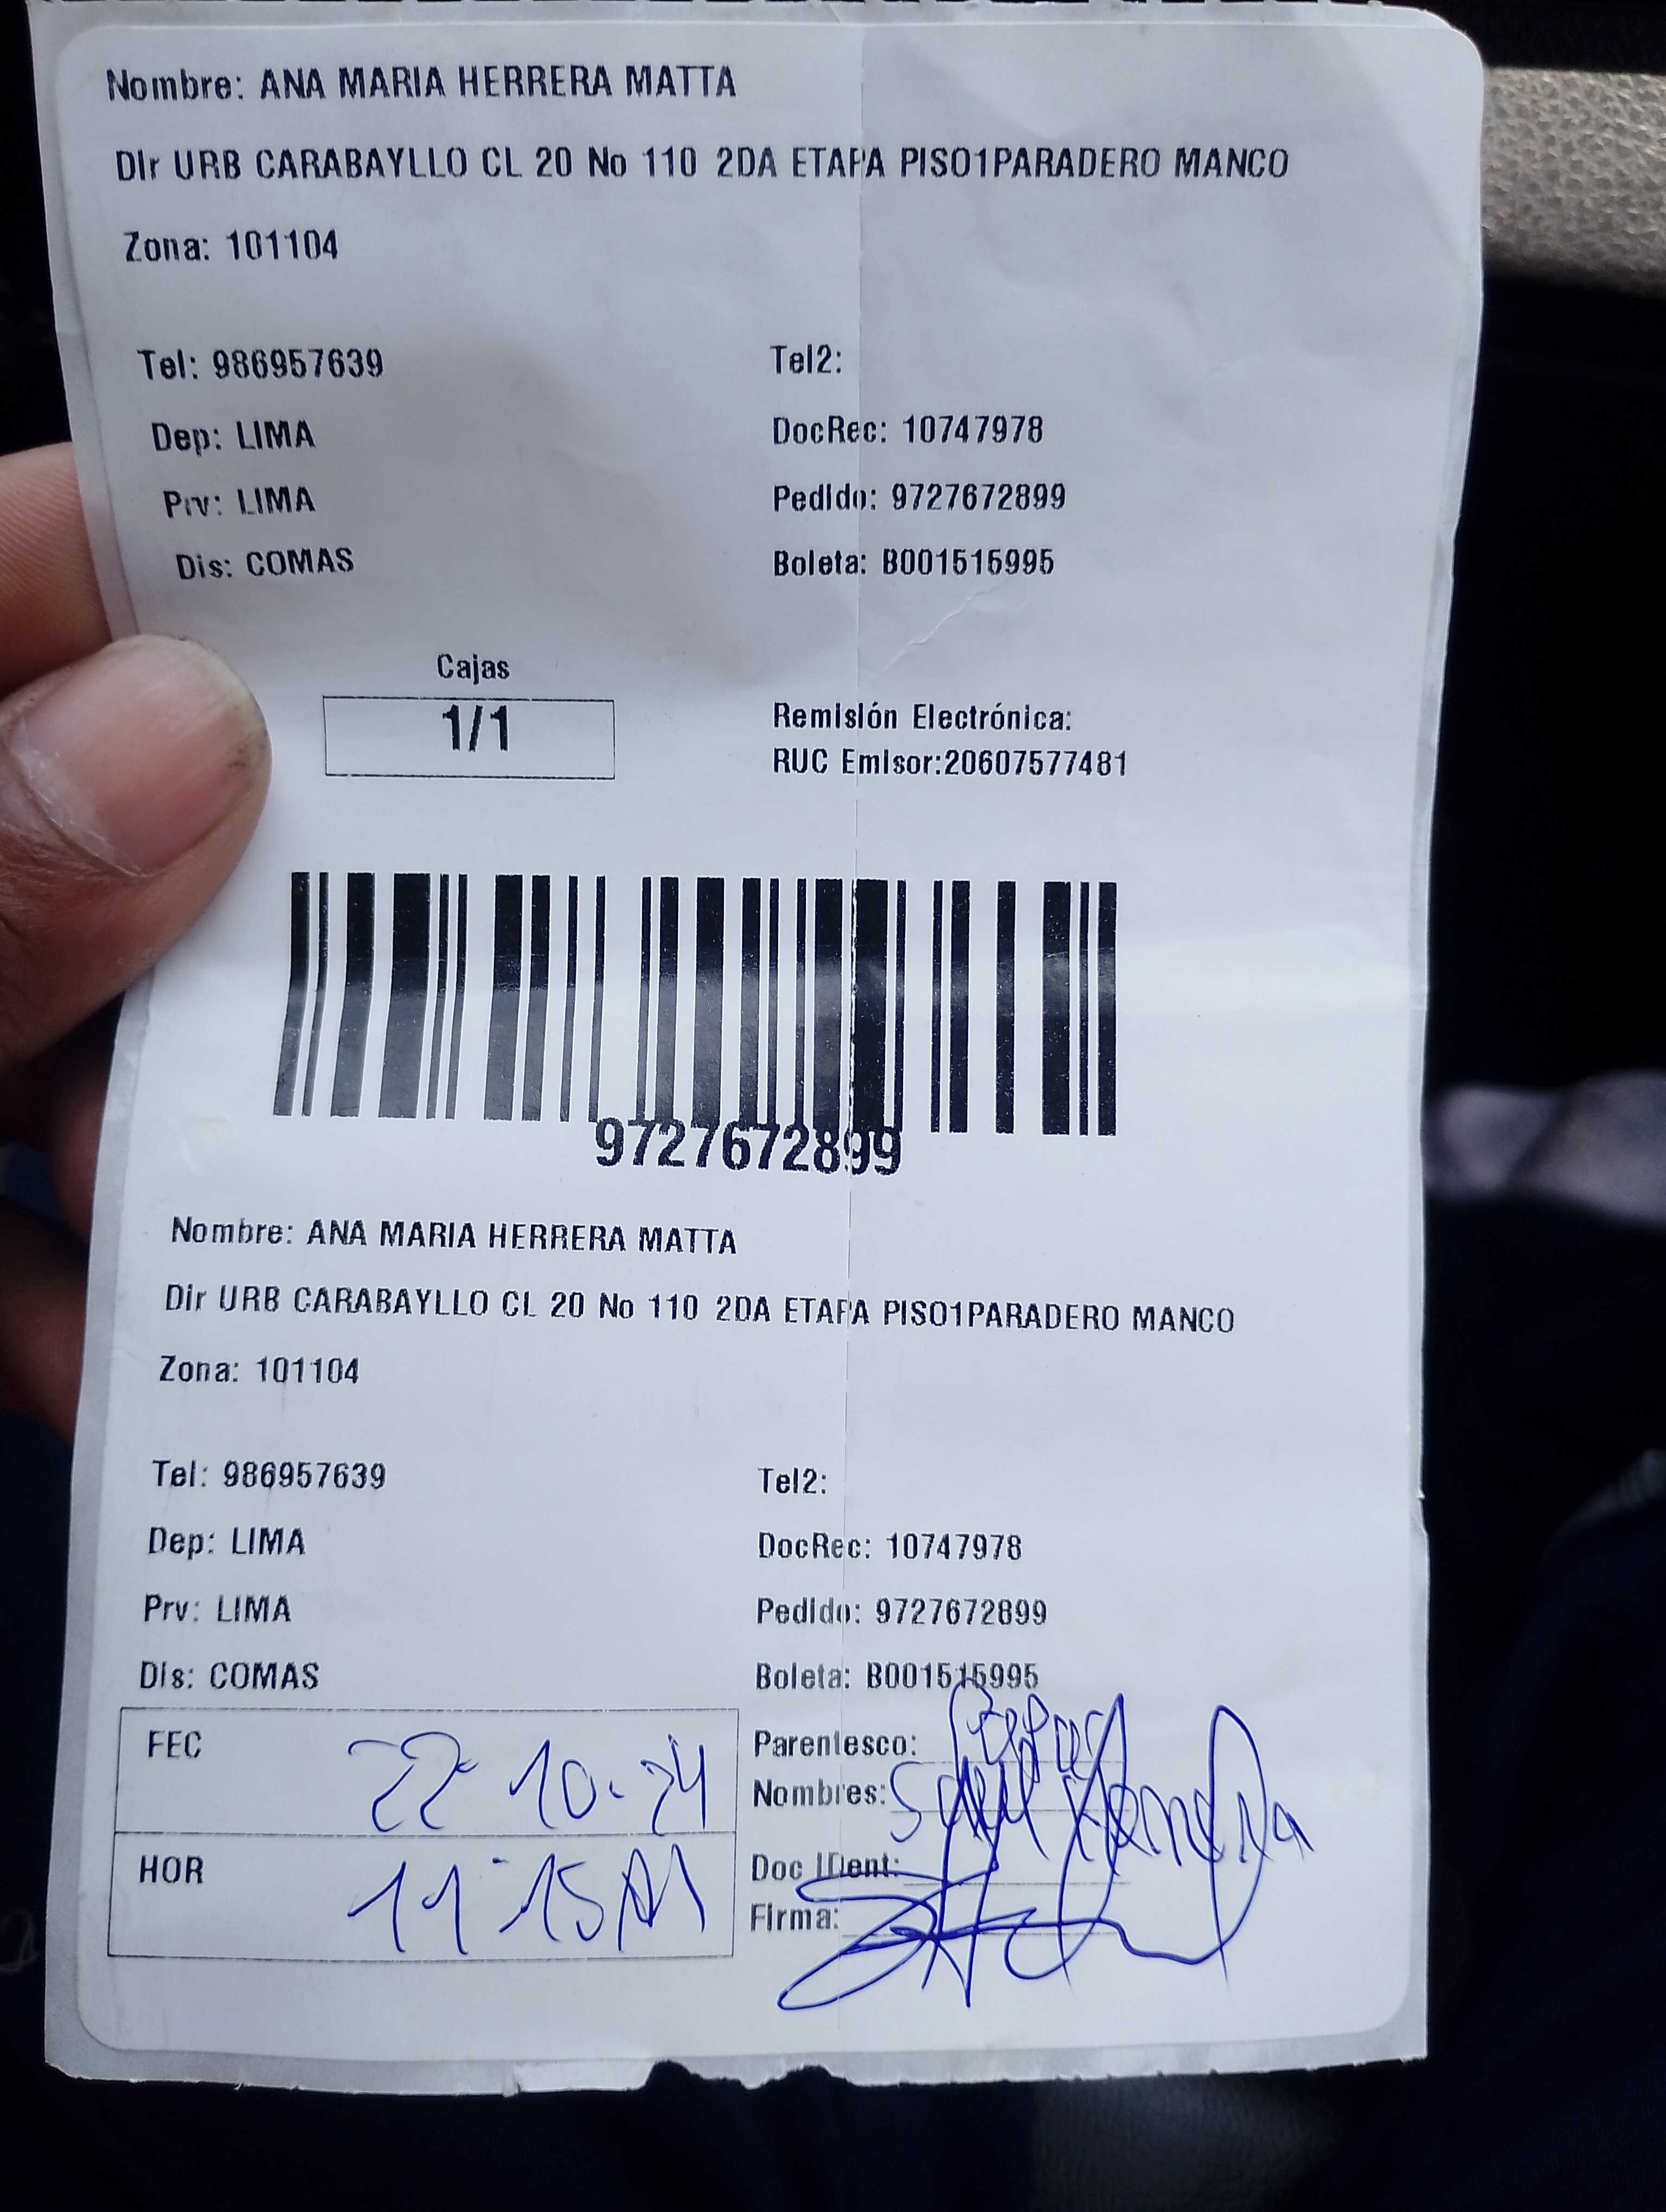 Nombre: ANA MARIA HERRERA MATTA
Dir URB CARABAYLLO CL 20 No 110 2DA ETAPA PISO1PARADERO MANCO
Zona: 101104
Tel: 986957639 Tel2:
Dep: LIMA DocRec: 10747978
Prv: LIMA Pedido: 9727672899
Dis: COMAS Boleta: B001515995
Cajas
1/1
Remisión Electrónica:
RUC Emisor:20607577481
9727672899
Nombre: ANA MARIA HERRERA MATTA
Dir URB CARABAYLLO CL 20 No 110 2DA ETAPA PISO1PARADERO MANCO
Zona: 101104
Tel: 986957639 Tel2:
Dep: LIMA DocRec: 10747978
Prv: LIMA Pedido: 9727672899
Dis: COMAS Boleta: B001515995
FEC 22-10-24
HOR 11-15 AM
Parentesco:
Nombres:
Doc IDent:
Firma: